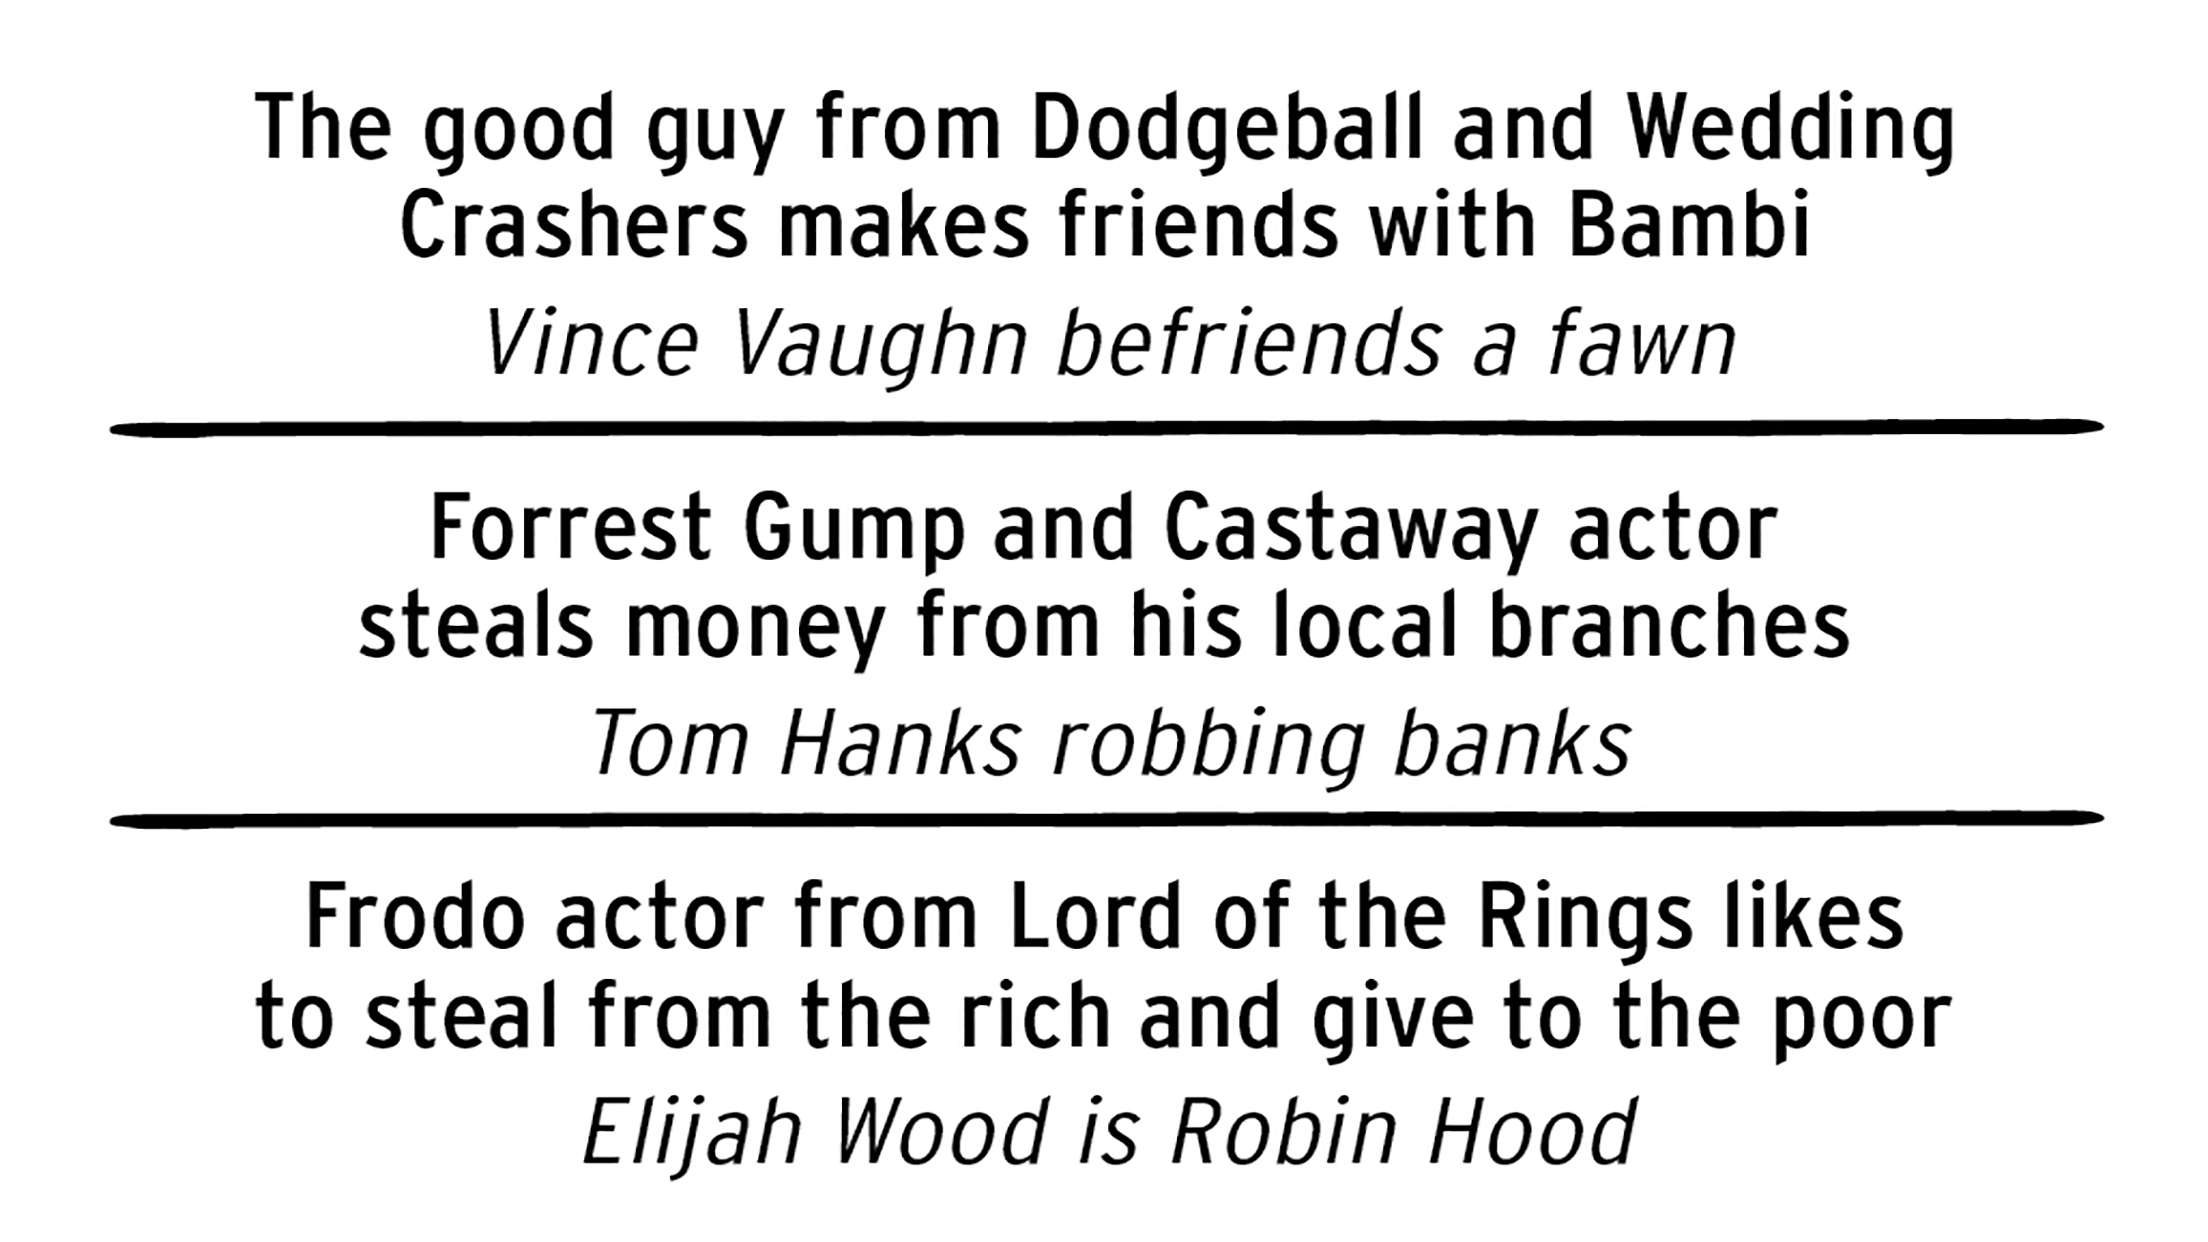 The good guy from Dodgeball and Wedding
Crashers makes friends with Bambi
Vince Vaughn befriends a fawn
Forrest Gump and Castaway actor
steals money from his local branches
Tom Hanks robbing banks
Frodo actor from Lord of the Rings likes
to steal from the rich and give to the poor
Elijah Wood is Robin Hood